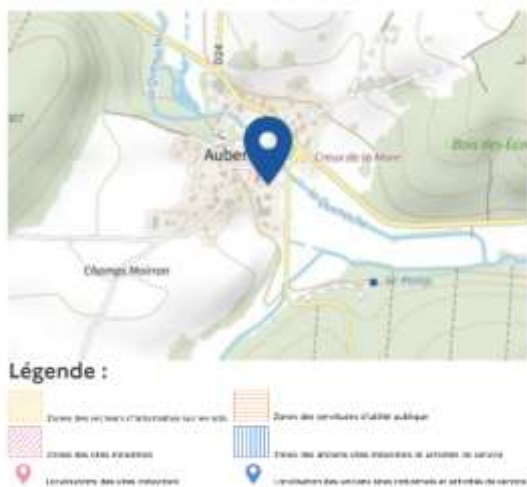 D24
Auber
Creux de la Mare
Bois des
Champs Moiron
Légende :
Zones des secteurs d'information sur les sols
Zones des servitudes d'utilité publique
Zones des sites industriels
Zones des anciens sites industriels et activités de service
Localisations des sites industriels
Localisation des anciens sites industriels et activités de service